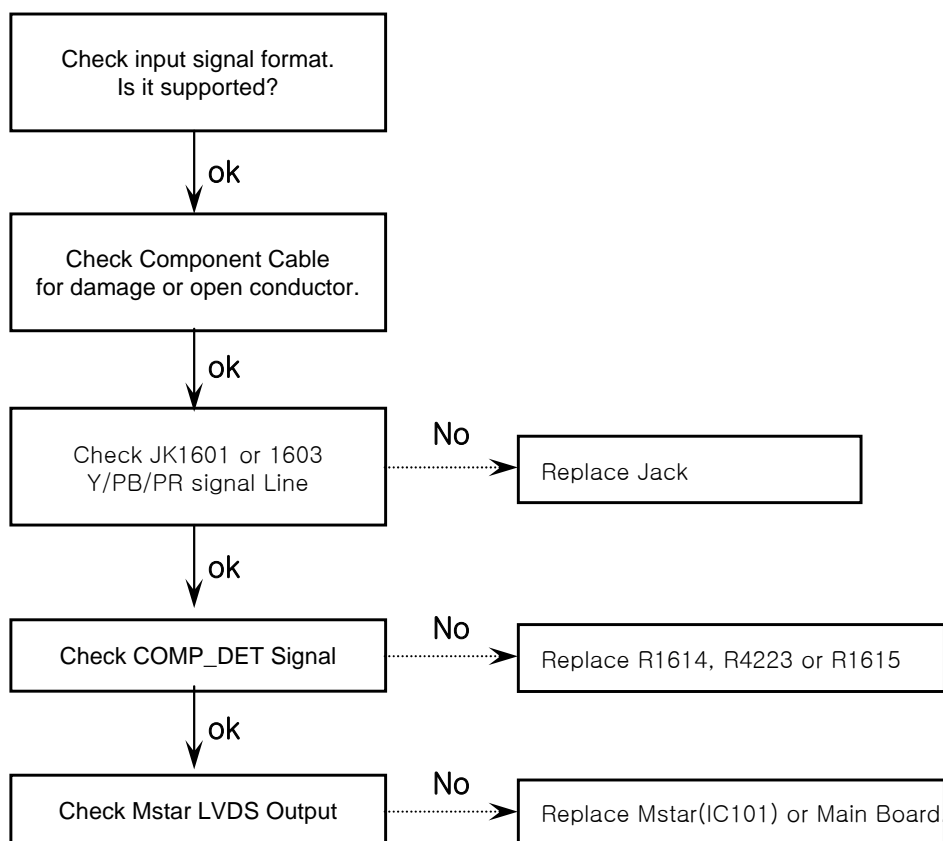 Check input signal format.
Is it supported?
ok
Check Component Cable
for damage or open conductor.
ok
Check JK1601 or 1603
Y/PB/PR signal Line
No
Replace Jack
ok
Check COMP_DET Signal
No
Replace R1614, R4223 or R1615
ok
Check Mstar LVDS Output
No
Replace Mstar(IC101) or Main Board